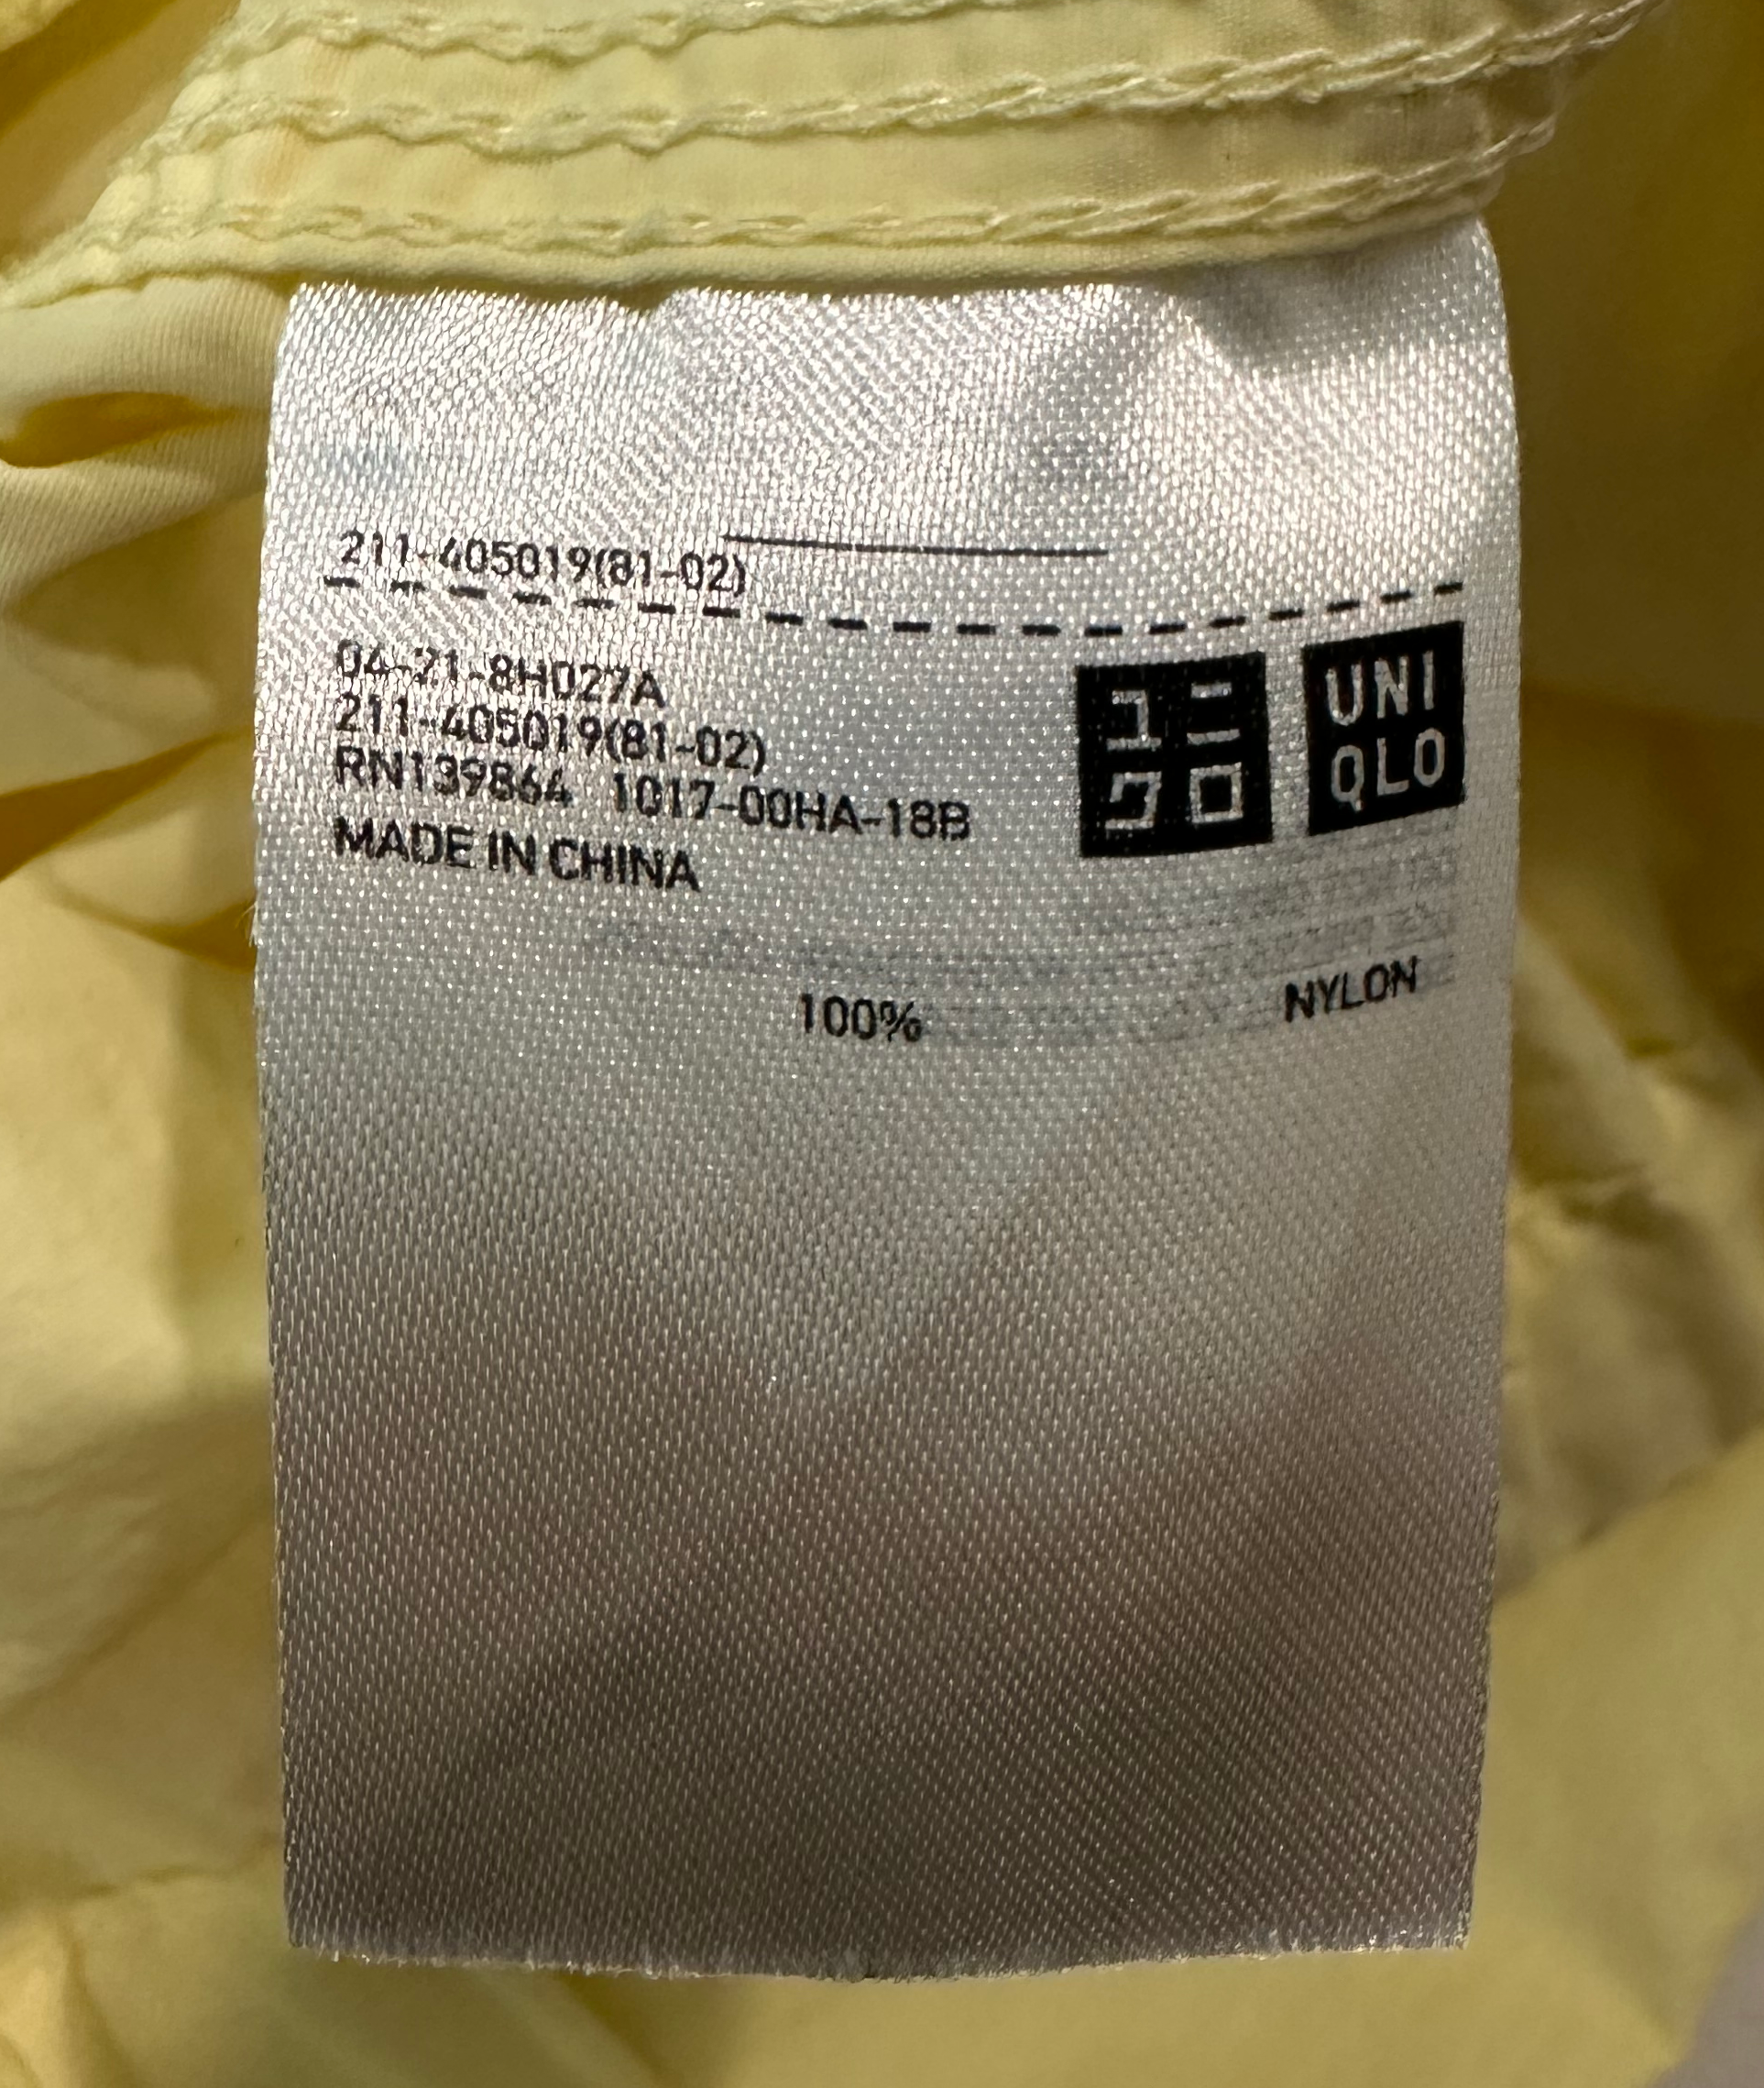 211-405019(81-02)
04-21-8H027A
211-405019(81-02)
RN139864 1017-00HA-18B
MADE IN CHINA
ユニ
クロ
UNI
QLO
100% NYLON